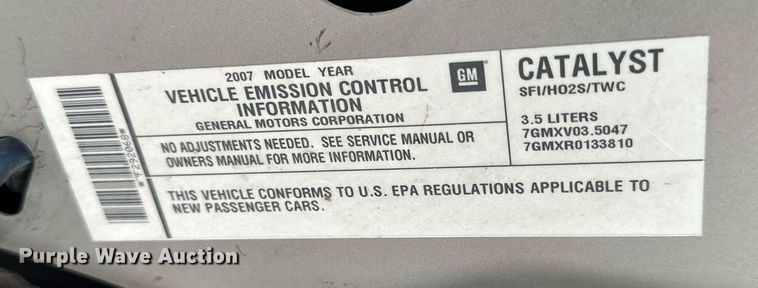 2007 MODEL YEAR
VEHICLE EMISSION CONTROL
INFORMATION
GENERAL MOTORS CORPORATION
GM
NO ADJUSTMENTS NEEDED. SEE SERVICE MANUAL OR
OWNERS MANUAL FOR MORE INFORMATION.
CATALYST
SFI/HO2S/TWC
3.5 LITERS
7GMXV03.5047
7GMXR0133810
THIS VEHICLE CONFORMS TO U.S. EPA REGULATIONS APPLICABLE TO
NEW PASSENGER CARS.
Purple Wave Auction